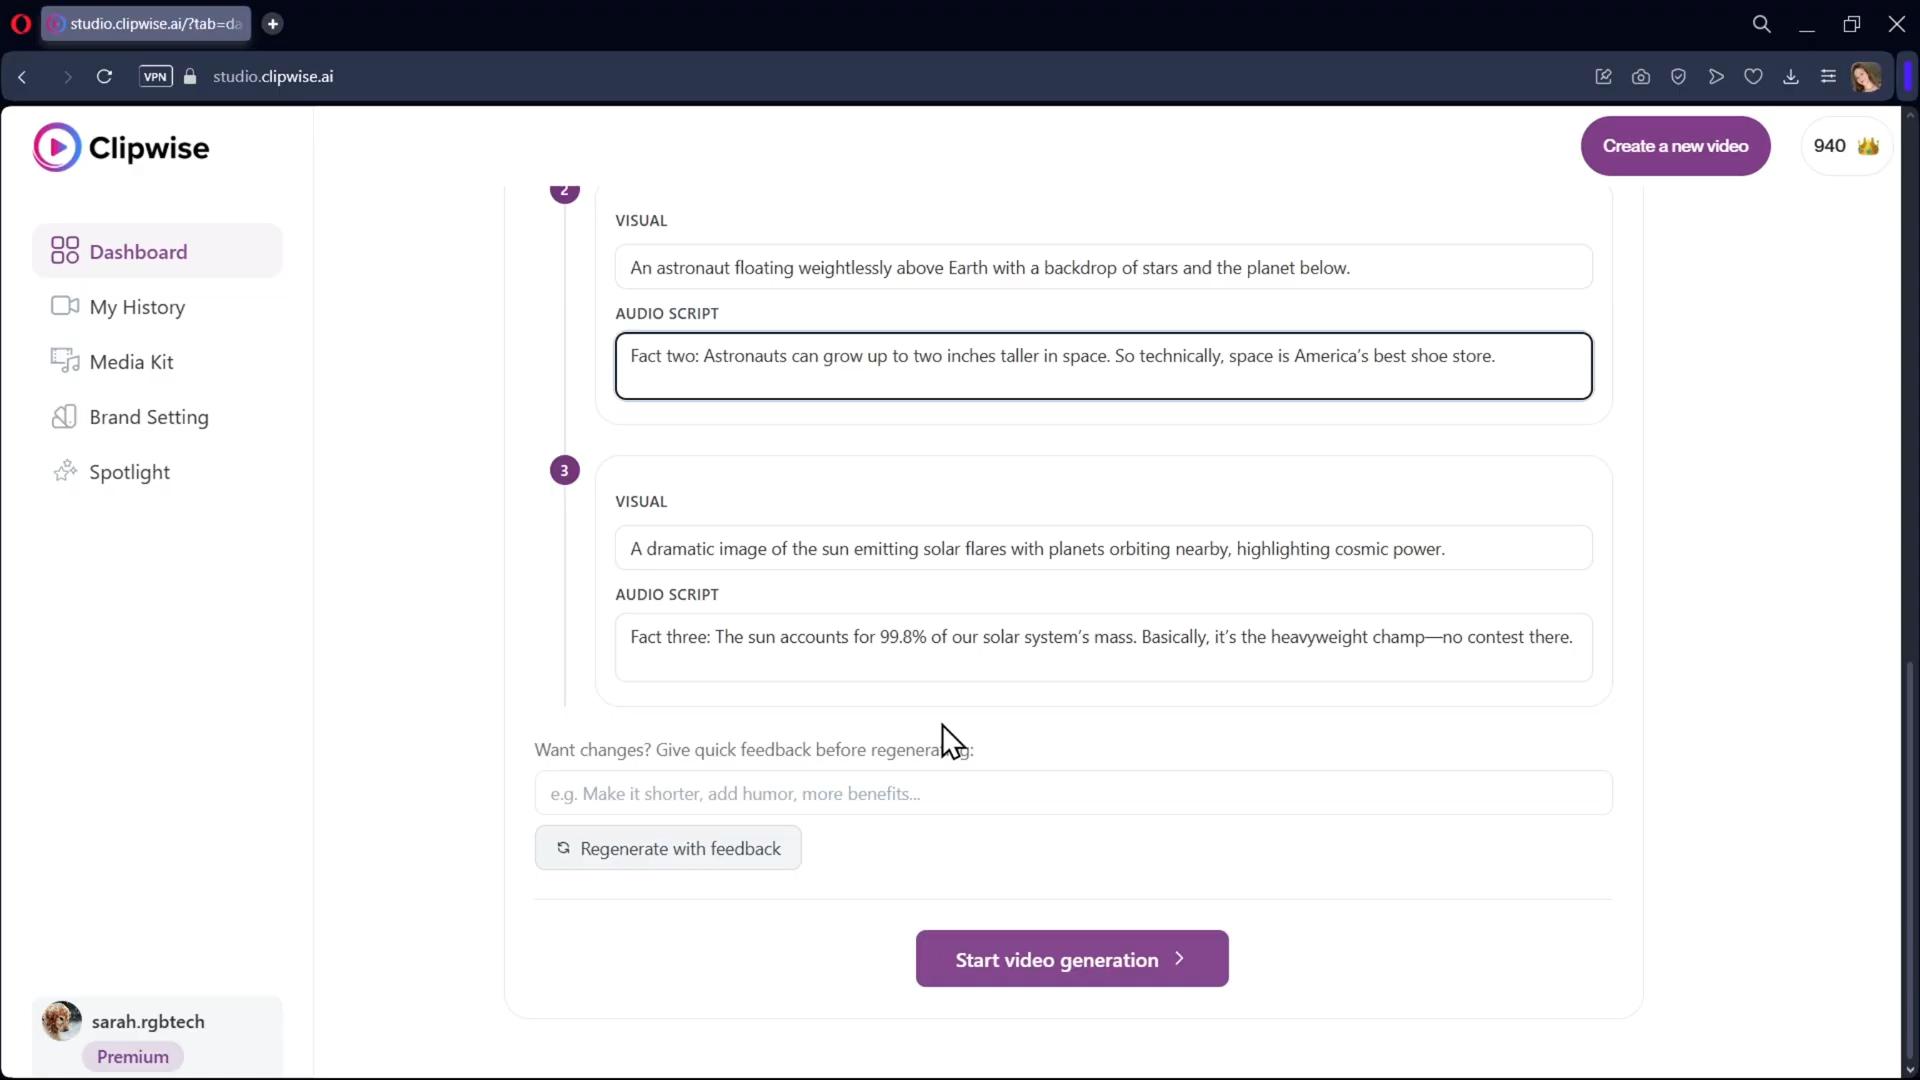 studio.clipwise.ai/?tab=da
VPN
studio.clipwise.ai
Clipwise
Create a new video
940
Dashboard
My History
Media Kit
Brand Setting
Spotlight
2
VISUAL
An astronaut floating weightlessly above Earth with a backdrop of stars and the planet below.
AUDIO SCRIPT
Fact two: Astronauts can grow up to two inches taller in space. So technically, space is America's best shoe store.
3
VISUAL
A dramatic image of the sun emitting solar flares with planets orbiting nearby, highlighting cosmic power.
AUDIO SCRIPT
Fact three: The sun accounts for 99.8% of our solar system's mass. Basically, it's the heavyweight champ—no contest there.
Want changes? Give quick feedback before regenerating:
e.g. Make it shorter, add humor, more benefits...
Regenerate with feedback
Start video generation
sarah.rgbtech
Premium